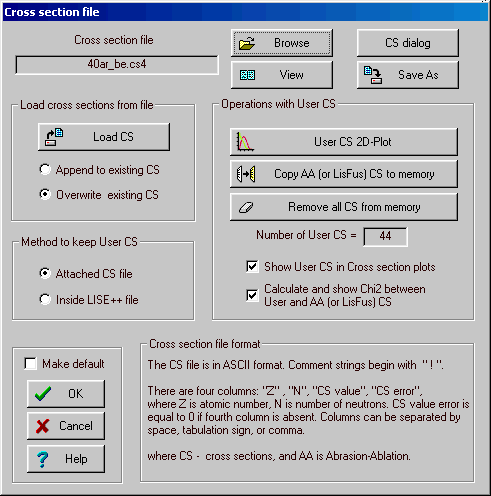 Cross section file
Cross section file
40ar_be.cs4
Browse
CS dialog
View
Save As
Load cross sections from file
Load CS
Append to existing CS
Overwrite existing CS
Method to keep User CS
Attached CS file
Inside LISE++ file
Operations with User CS
User CS 2D-Plot
Copy AA (or LisFus) CS to memory
Remove all CS from memory
Number of User CS =
44
Show User CS in Cross section plots
Calculate and show Chi2 between
User and AA (or LisFus) CS
Make default
OK
Cancel
Help
Cross section file format
The CS file is in ASCII format. Comment strings begin with " ! ".
There are four columns: "Z" , "N", "CS value", "CS error",
where Z is atomic number, N is number of neutrons. CS value error is
equal to 0 if fourth column is absent. Columns can be separated by
space, tabulation sign, or comma.
where CS - cross sections, and AA is Abrasion-Ablation.